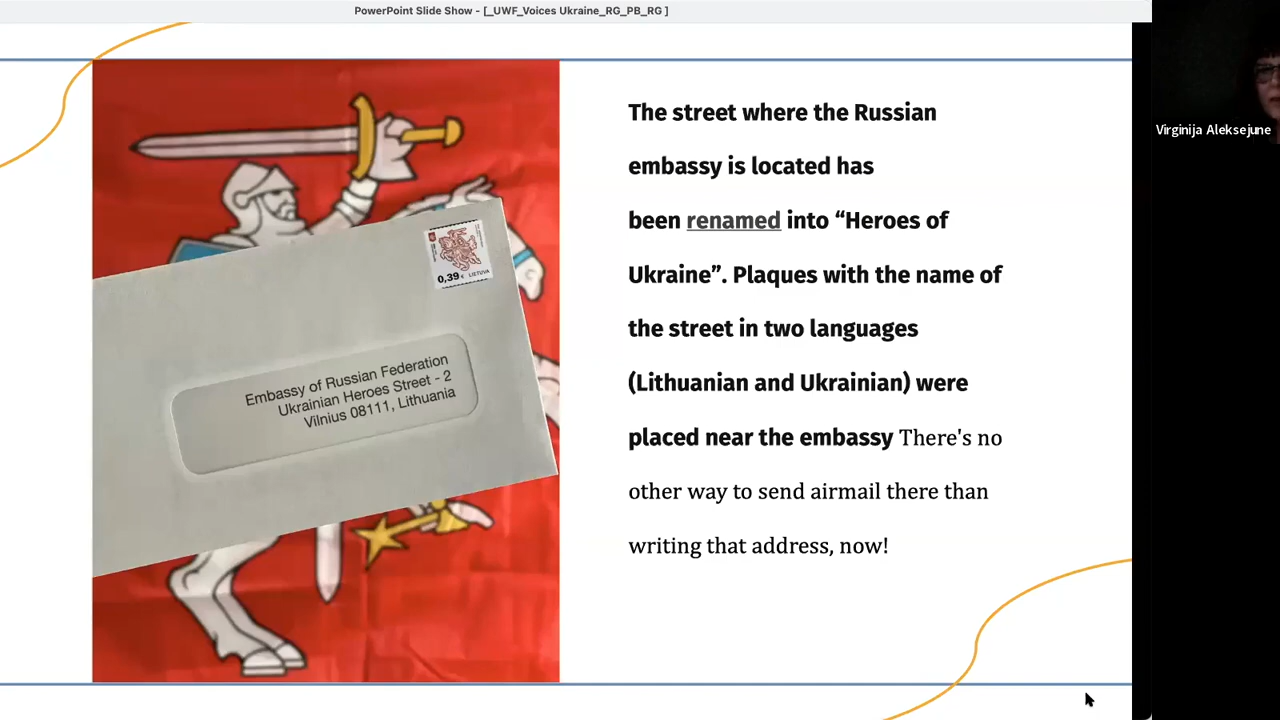 PowerPoint Slide Show - [_UWF_Voices Ukraine_RG_PB_RG ]
The street where the Russian
embassy is located has
been renamed into “Heroes of
Ukraine”. Plaques with the name of
the street in two languages
(Lithuanian and Ukrainian) were
placed near the embassy There's no
other way to send airmail there than
writing that address, now!
0,39€ LIETUVA
Embassy of Russian Federation
Ukrainian Heroes Street - 2
Vilnius 08111, Lithuania
Virginija Aleksejune